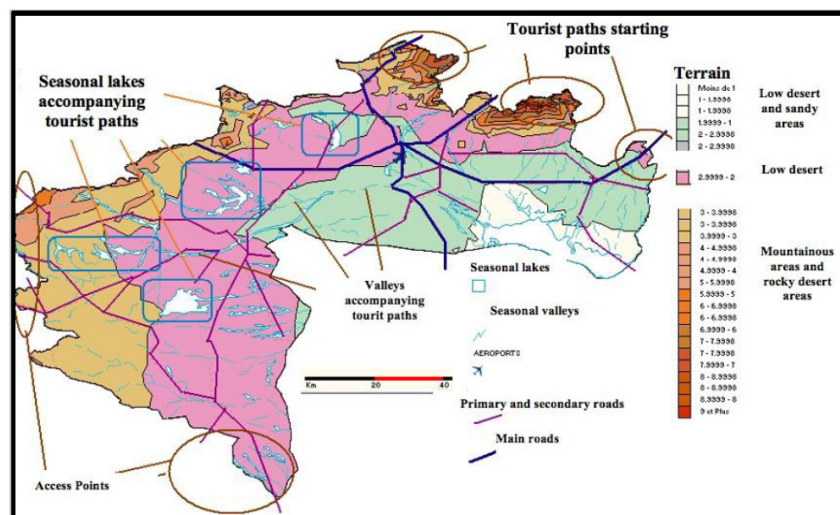 Tourist paths starting
points
Seasonal lakes
accompanying
tourist paths
Terrain
Moins de 1
1 - 1.9998
1 - 1.9998
1.9999 - 1
2 - 2.9998
2 - 2.9998
2.9999 - 2
3 - 3.9998
3 - 3.9998
3.9999 - 3
4 - 4.9998
4 - 4.9998
4.9999 - 4
5 - 5.9998
5.9999 - 5
6 - 6.9998
6 - 6.9998
6.9999 - 6
7 - 7.9998
7 - 7.9998
7.9999 - 7
8 - 8.9998
8 - 8.9998
8.9999 - 8
9 et Plus
Low desert
and sandy
areas
Low desert
Mountainous
areas and
rocky desert
areas
Valleys
accompanying
tourit paths
Seasonal lakes
Seasonal valleys
AEROPORTS
Km 20 40
Primary and secondary roads
Main roads
Access Points